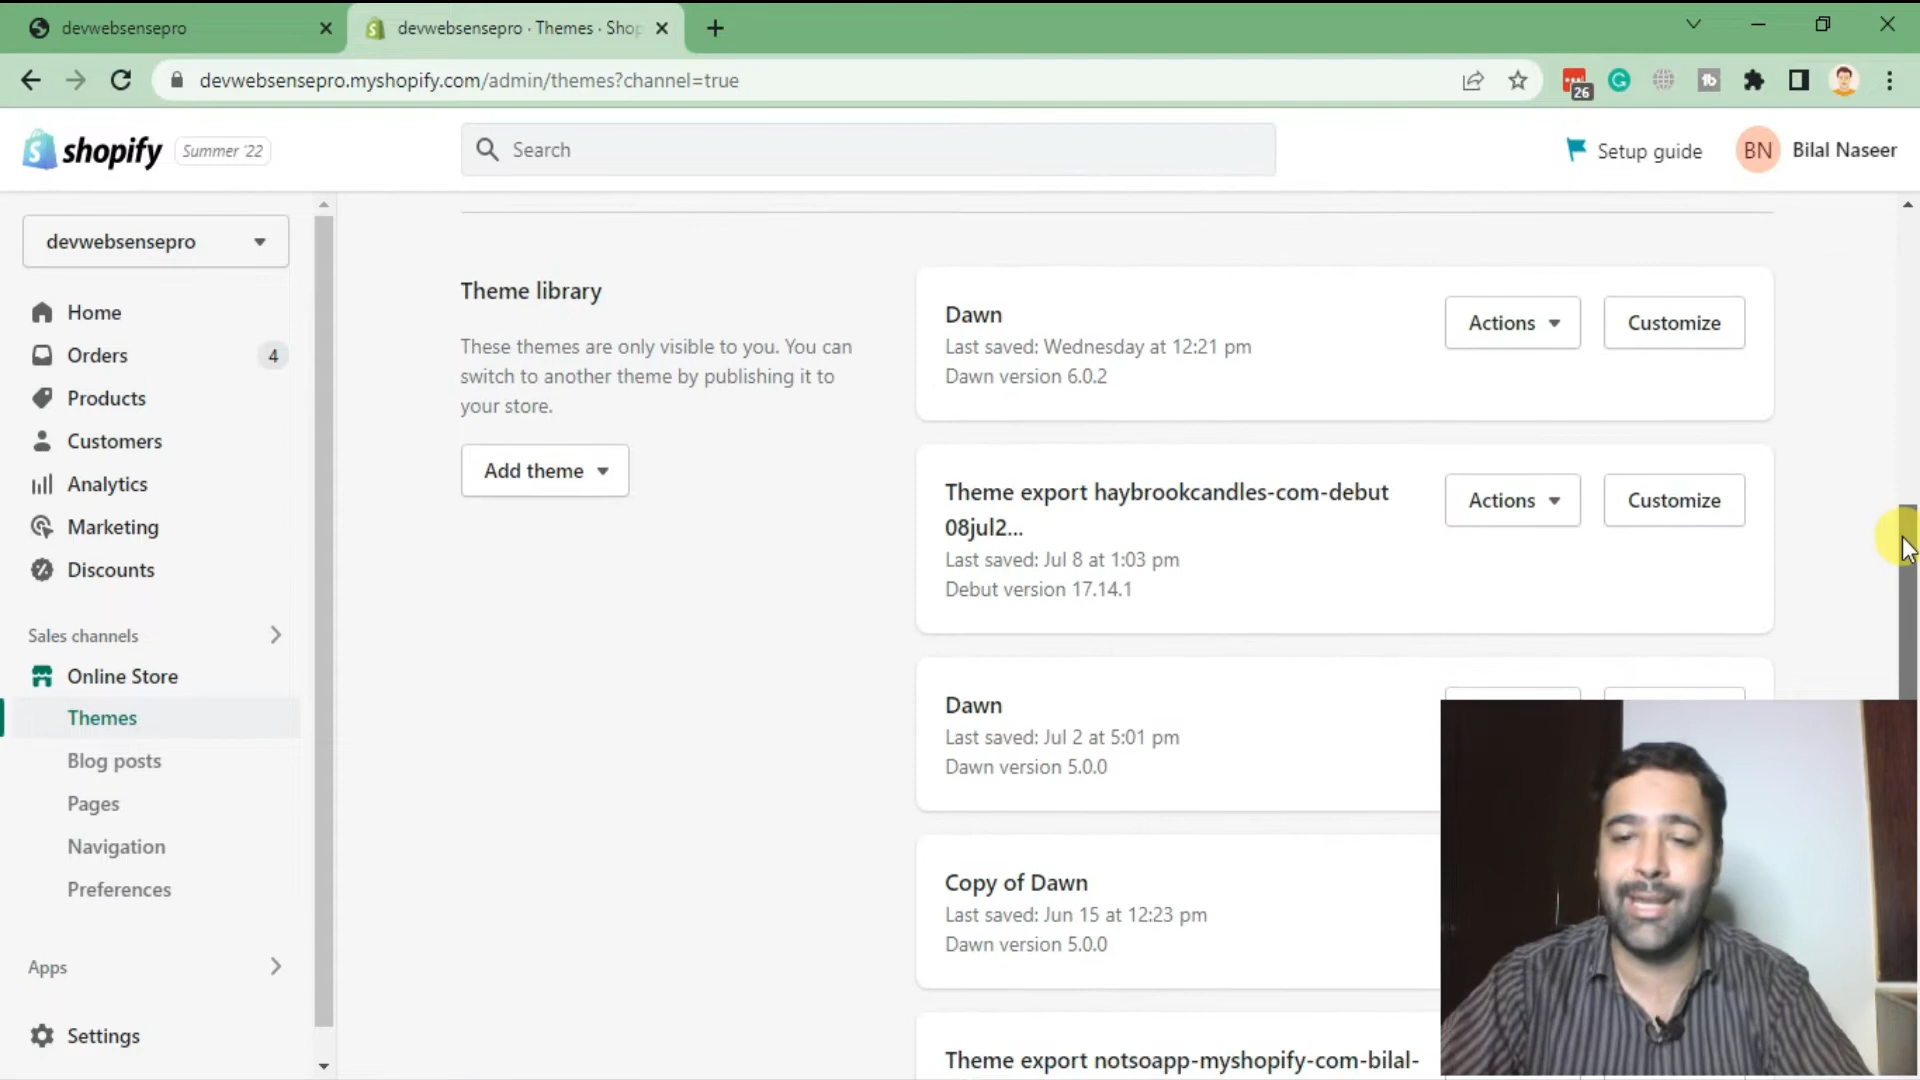 devwebsensepro
devwebsensepro · Themes · Shop
devwebsensepro.myshopify.com/admin/themes?channel=true
26
shopify
Summer '22
Search
Setup guide
BN
Bilal Naseer
devwebsensepro
Home
Orders
4
Products
Customers
Analytics
Marketing
Discounts
Sales channels
Online Store
Themes
Blog posts
Pages
Navigation
Preferences
Apps
Settings
Theme library
These themes are only visible to you. You can
switch to another theme by publishing it to
your store.
Add theme
Dawn
Last saved: Wednesday at 12:21 pm
Dawn version 6.0.2
Actions
Customize
Theme export haybrookcandles-com-debut
08jul2...
Last saved: Jul 8 at 1:03 pm
Debut version 17.14.1
Actions
Customize
Dawn
Last saved: Jul 2 at 5:01 pm
Dawn version 5.0.0
Copy of Dawn
Last saved: Jun 15 at 12:23 pm
Dawn version 5.0.0
Theme export notsoapp-myshopify-com-bilal-